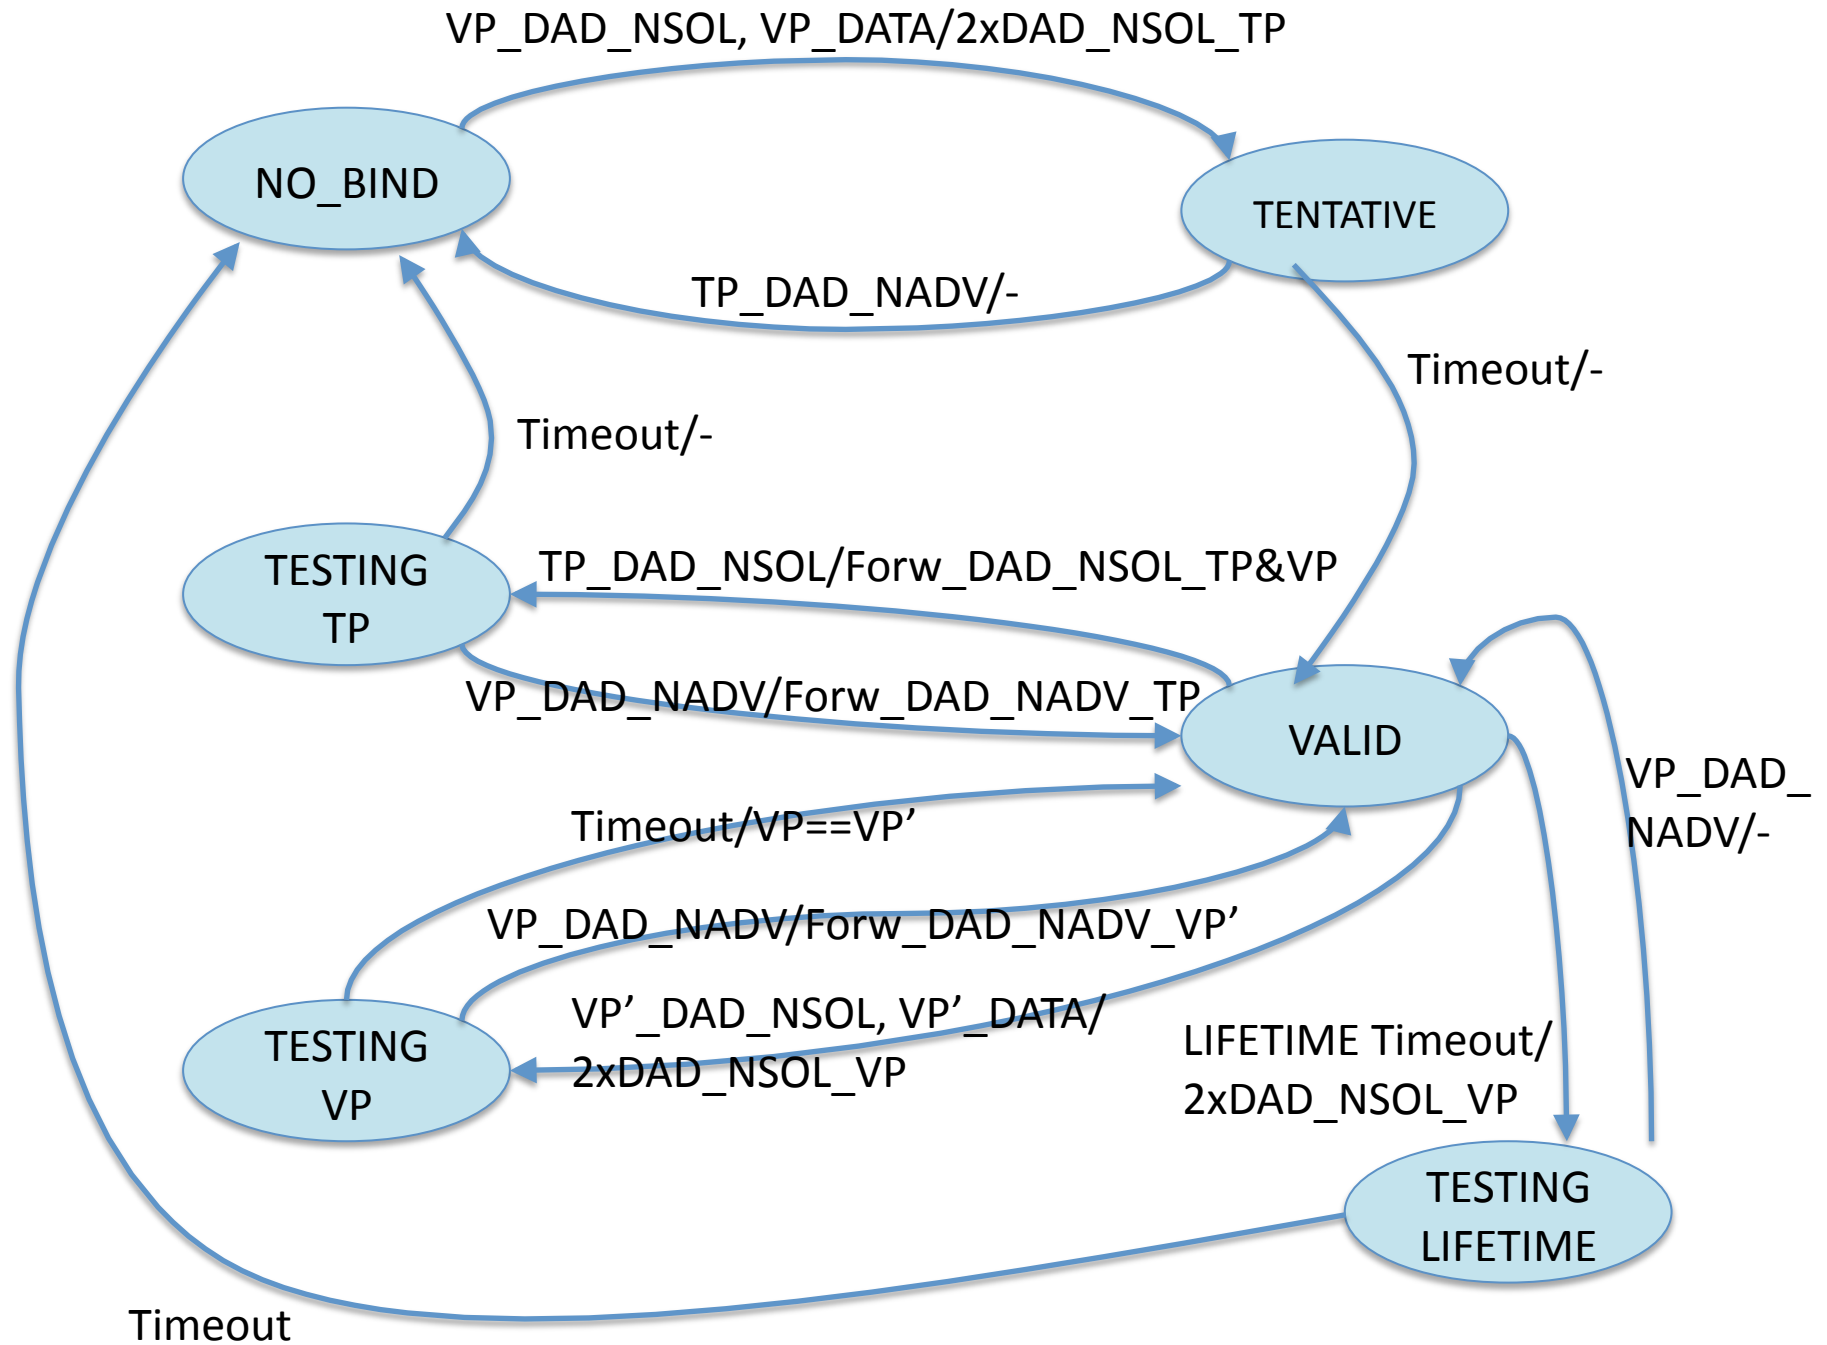 VP_DAD_NSOL, VP_DATA/2xDAD_NSOL_TP
NO_BIND
TENTATIVE
TP_DAD_NADV/-
Timeout/-
Timeout/-
TESTING
TP
TP_DAD_NSOL/Forw_DAD_NSOL_TP&VP
VP_DAD_NADV/Forw_DAD_NADV_TP
VALID
VP_DAD_
NADV/-
Timeout/VP==VP’
VP_DAD_NADV/Forw_DAD_NADV_VP’
VP’_DAD_NSOL, VP’_DATA/
2xDAD_NSOL_VP
TESTING
VP
LIFETIME Timeout/
2xDAD_NSOL_VP
TESTING
LIFETIME
Timeout